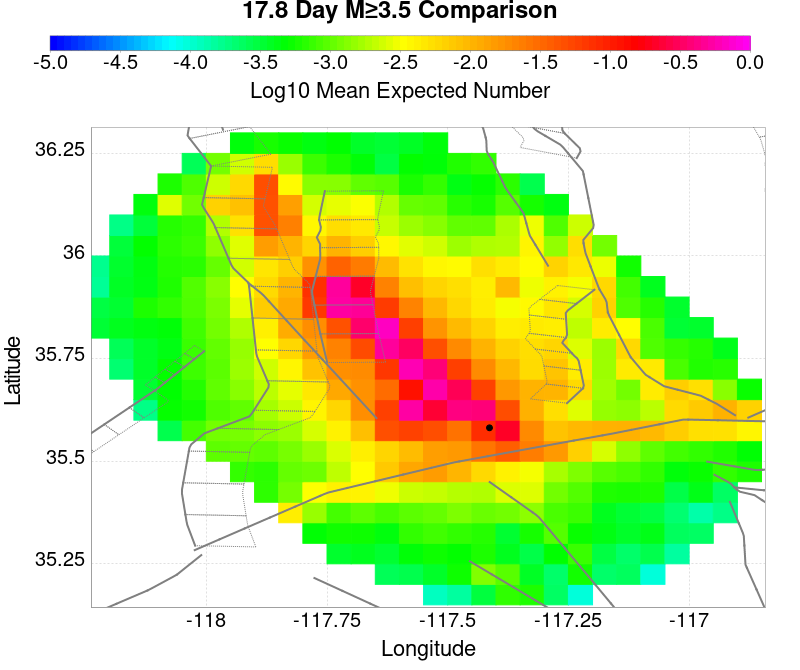 17.8 Day M≥3.5 Comparison
-5.0 -4.5 -4.0 -3.5 -3.0 -2.5 -2.0 -1.5 -1.0 -0.5 0.0
Log10 Mean Expected Number
36.25
36
35.75
35.5
35.25
Latitude
-118 -117.75 -117.5 -117.25 -117
Longitude